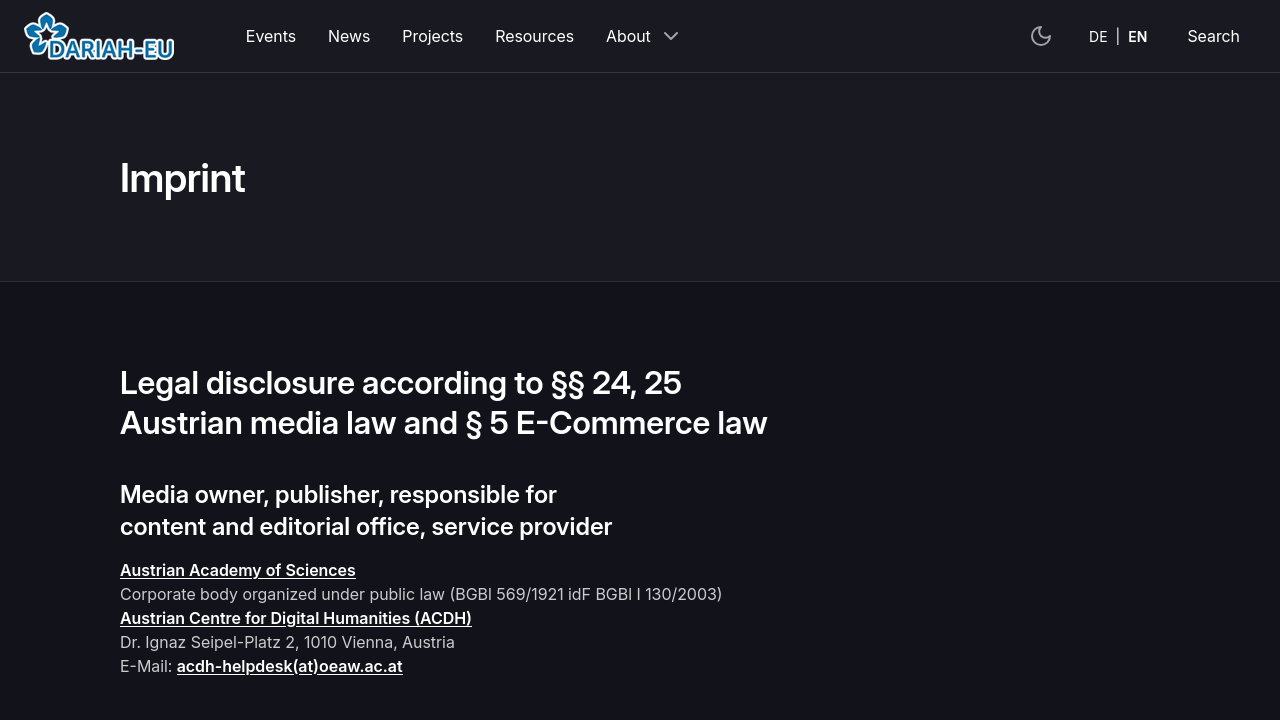 DARIAH-EU
Events
News
Projects
Resources
About
DE | EN
Search
Imprint
Legal disclosure according to §§ 24, 25
Austrian media law and § 5 E-Commerce law
Media owner, publisher, responsible for
content and editorial office, service provider
Austrian Academy of Sciences
Corporate body organized under public law (BGBl 569/1921 idF BGBl I 130/2003)
Austrian Centre for Digital Humanities (ACDH)
Dr. Ignaz Seipel-Platz 2, 1010 Vienna, Austria
E-Mail: acdh-helpdesk(at)oeaw.ac.at